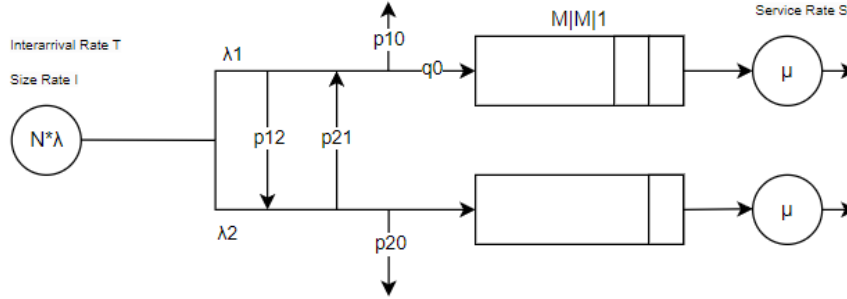 Interarrival Rate T
Size Rate I
N*λ
λ1
λ2
p12
p21
p10
q0
p20
M|M|1
Service Rate S
μ
μ